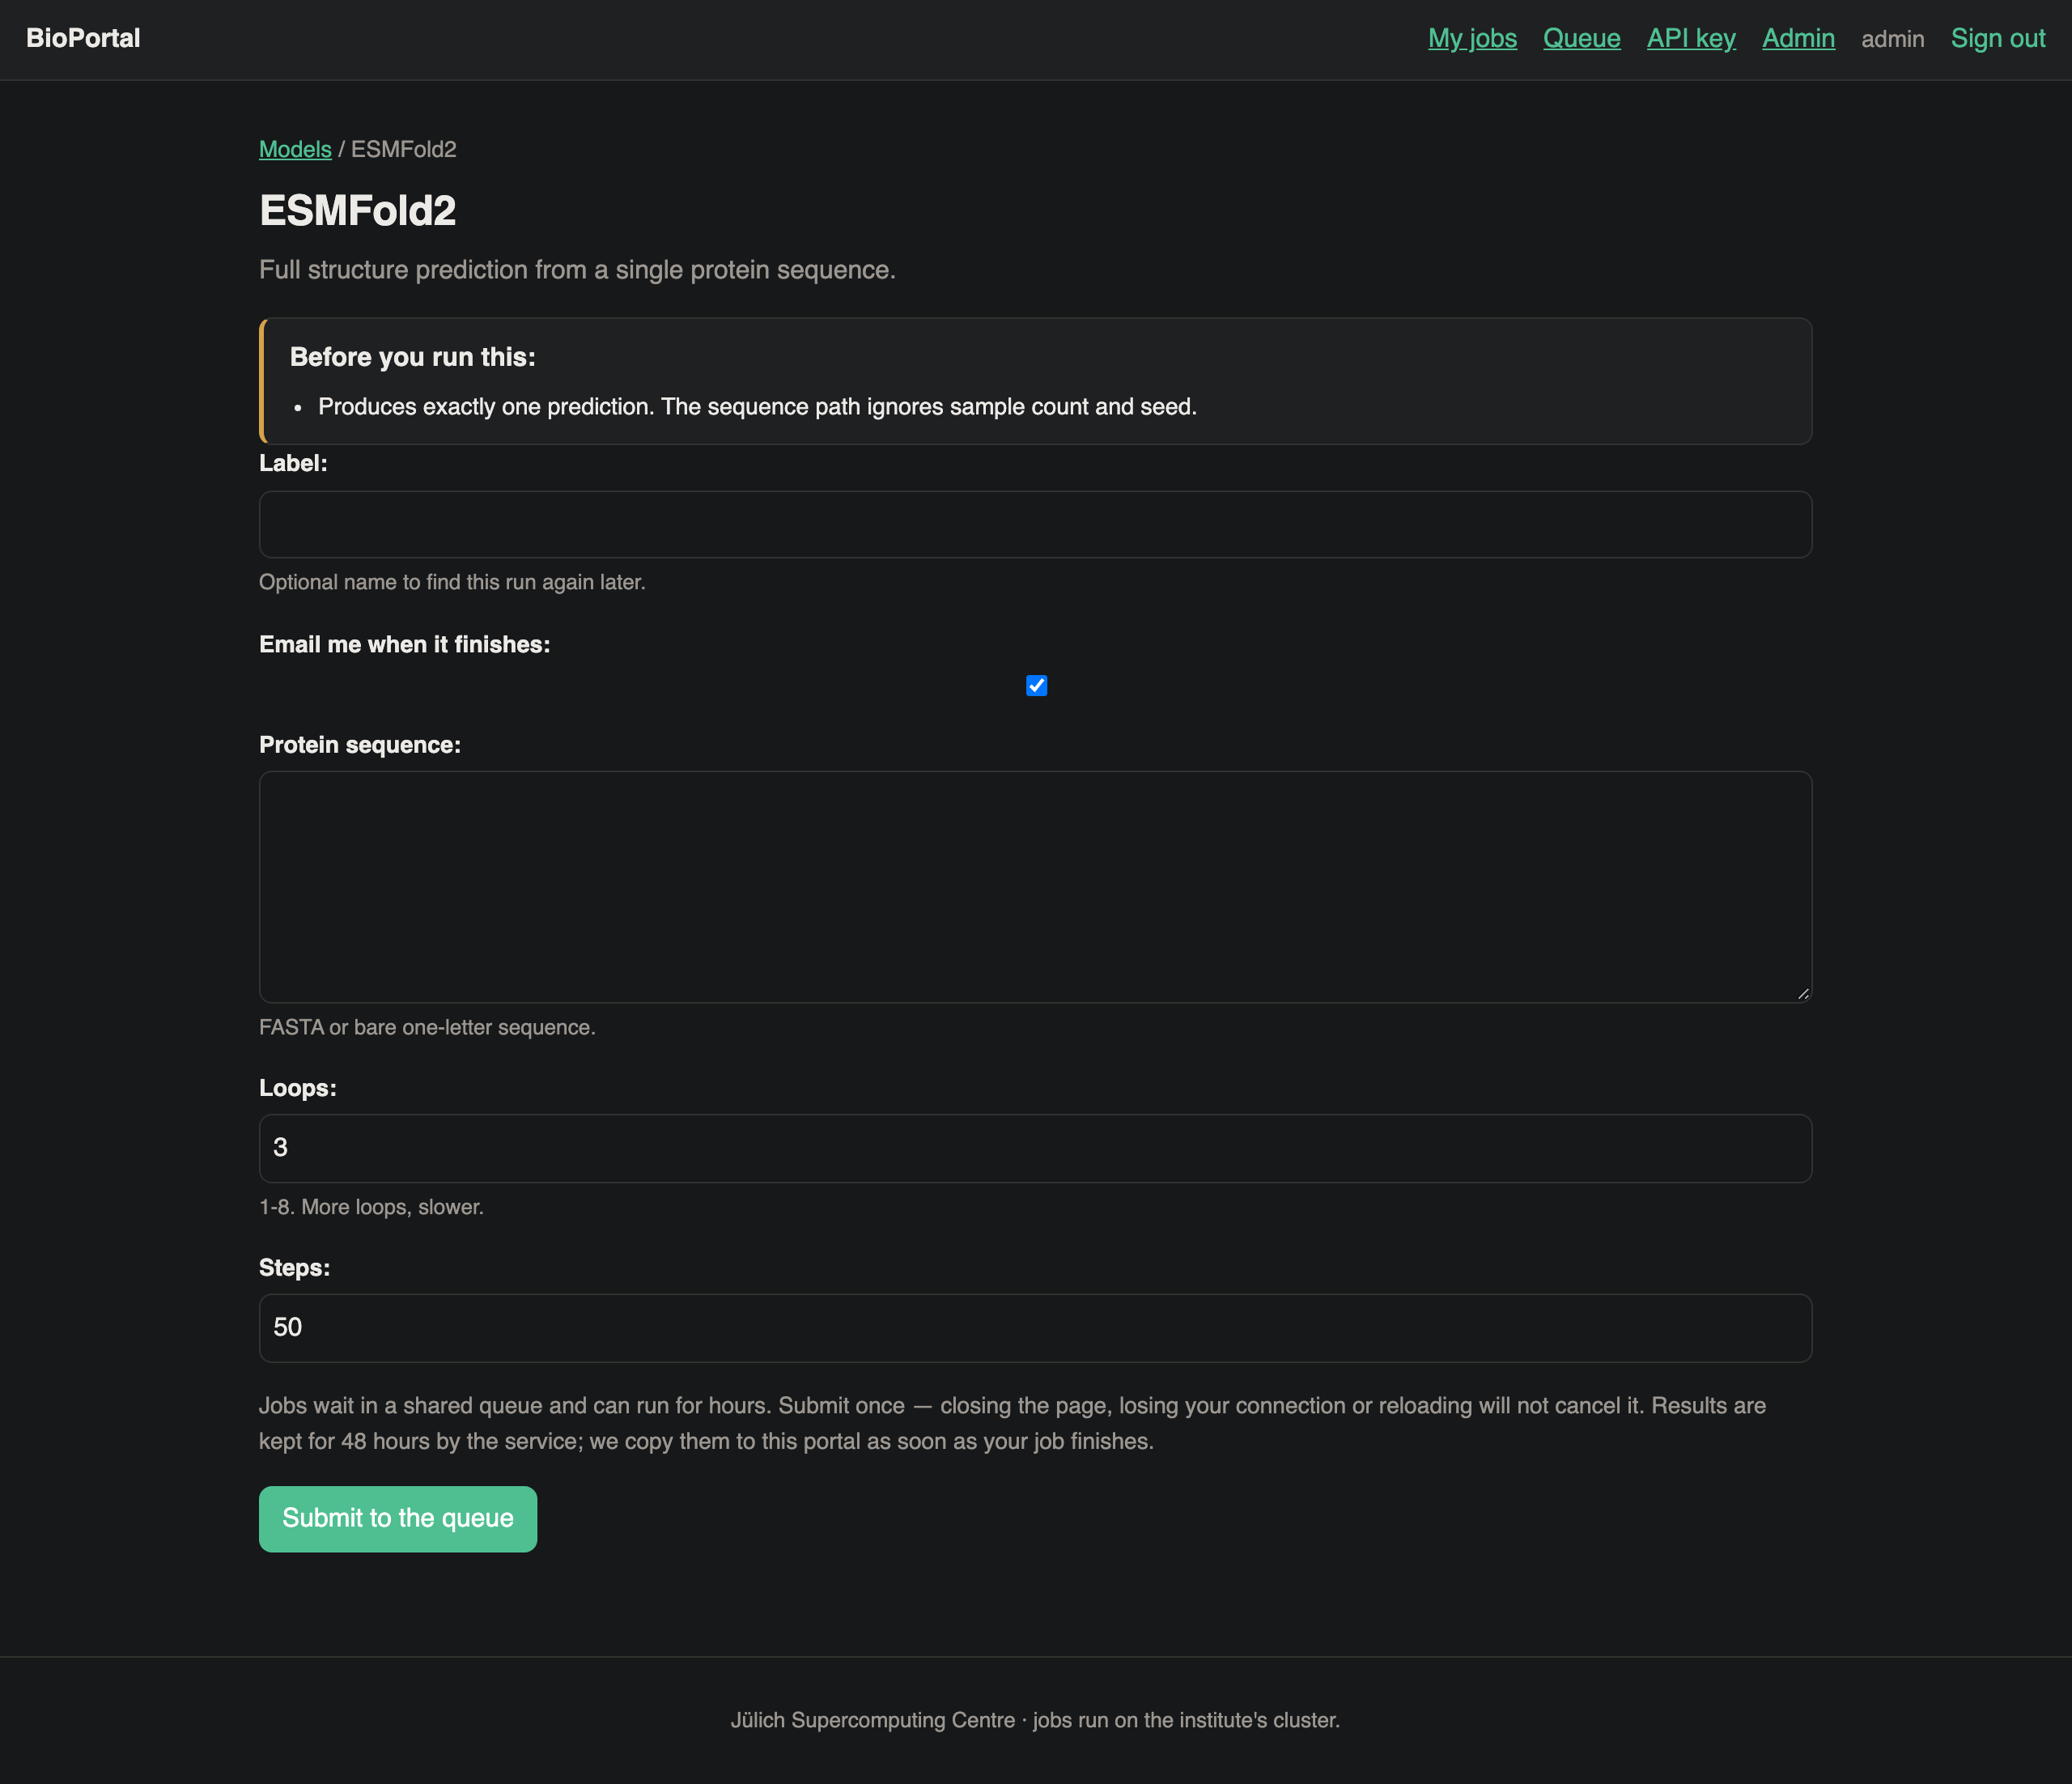 BioPortal
My jobs Queue API key Admin admin Sign out
Models / ESMFold2
ESMFold2
Full structure prediction from a single protein sequence.
Before you run this:
• Produces exactly one prediction. The sequence path ignores sample count and seed.
Label:
Optional name to find this run again later.
Email me when it finishes:
Protein sequence:
FASTA or bare one-letter sequence.
Loops:
3
1-8. More loops, slower.
Steps:
50
Jobs wait in a shared queue and can run for hours. Submit once — closing the page, losing your connection or reloading will not cancel it. Results are
kept for 48 hours by the service; we copy them to this portal as soon as your job finishes.
Submit to the queue
Jülich Supercomputing Centre · jobs run on the institute's cluster.